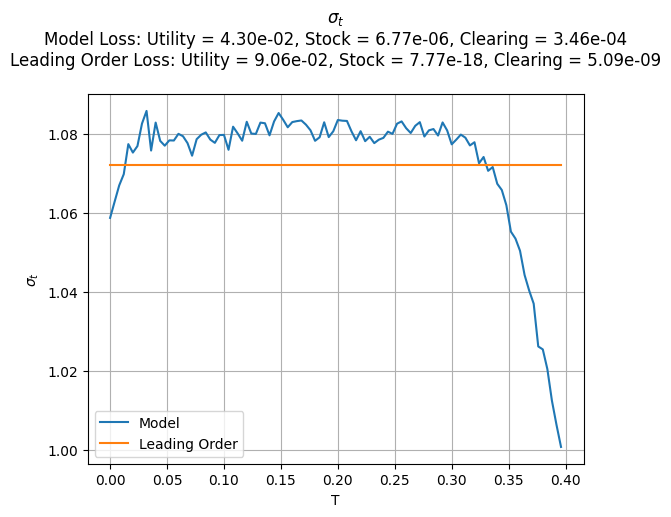 σt
Model Loss: Utility = 4.30e-02, Stock = 6.77e-06, Clearing = 3.46e-04
Leading Order Loss: Utility = 9.06e-02, Stock = 7.77e-18, Clearing = 5.09e-09
1.08
1.06
1.04
1.02
1.00
σt
Model
Leading Order
0.00 0.05 0.10 0.15 0.20 0.25 0.30 0.35 0.40
T